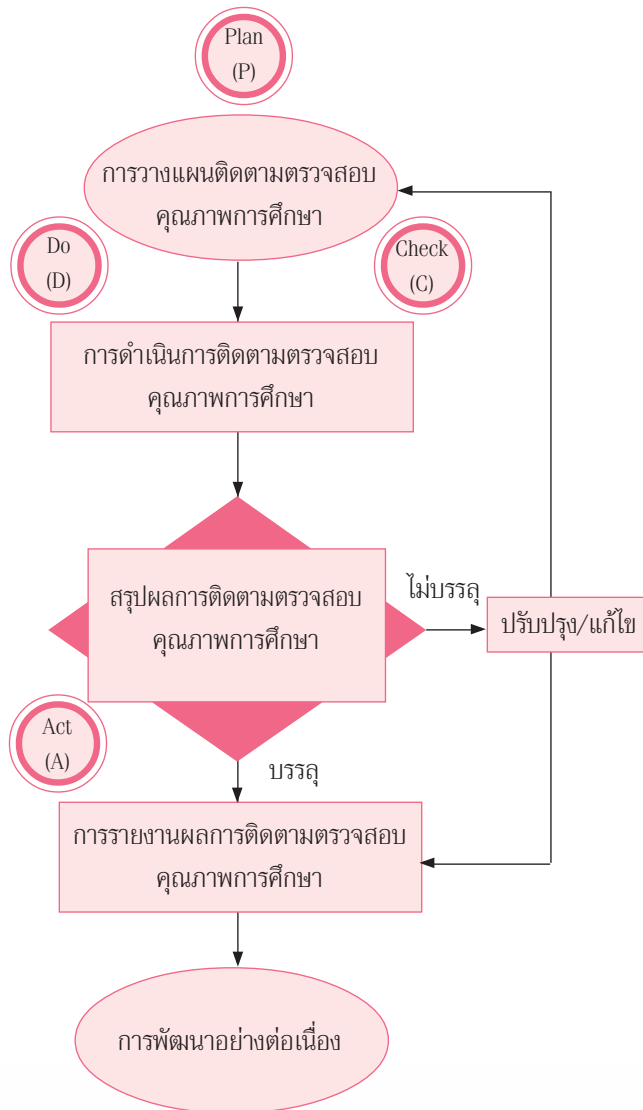 Plan
(P)
การวางแผนติดตามตรวจสอบ
คุณภาพการศึกษา
Do
(D)
Check
(C)
การดำเนินการติดตามตรวจสอบ
คุณภาพการศึกษา
สรุปผลการติดตามตรวจสอบ
คุณภาพการศึกษา
ไม่บรรลุ
ปรับปรุง/แก้ไข
Act
(A)
บรรลุ
การรายงานผลการติดตามตรวจสอบ
คุณภาพการศึกษา
การพัฒนาอย่างต่อเนื่อง